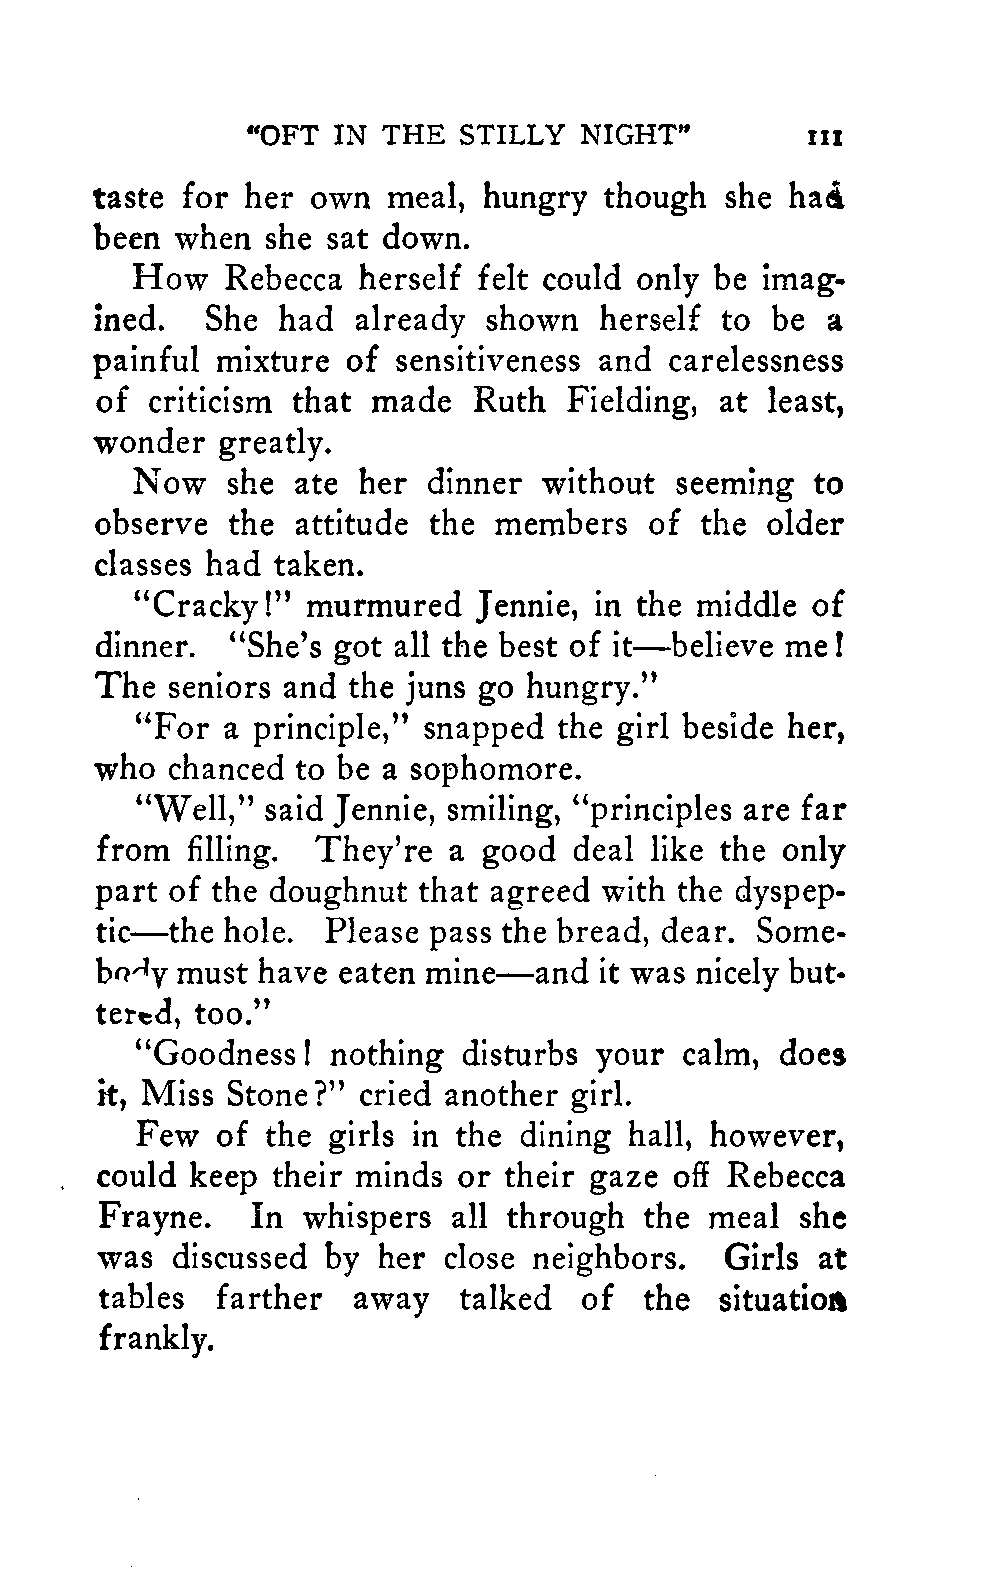 "OFT IN THE STILLY NIGHT" 111
taste for her own meal, hungry though she had
been when she sat down.
How Rebecca herself felt could only be imag-
ined. She had already shown herself to be a
painful mixture of sensitiveness and carelessness
of criticism that made Ruth Fielding, at least,
wonder greatly.
Now she ate her dinner without seeming to
observe the attitude the members of the older
classes had taken.
"Cracky!" murmured Jennie, in the middle of
dinner. "She's got all the best of it—believe me!
The seniors and the juns go hungry."
"For a principle," snapped the girl beside her,
who chanced to be a sophomore.
"Well," said Jennie, smiling, "principles are far
from filling. They're a good deal like the only
part of the doughnut that agreed with the dyspep-
tic—the hole. Please pass the bread, dear. Some-
body must have eaten mine—and it was nicely but-
tered, too."
"Goodness! nothing disturbs your calm, does
it, Miss Stone?" cried another girl.
Few of the girls in the dining hall, however,
could keep their minds or their gaze off Rebecca
Frayne. In whispers all through the meal she
was discussed by her close neighbors. Girls at
tables farther away talked of the situation
frankly.